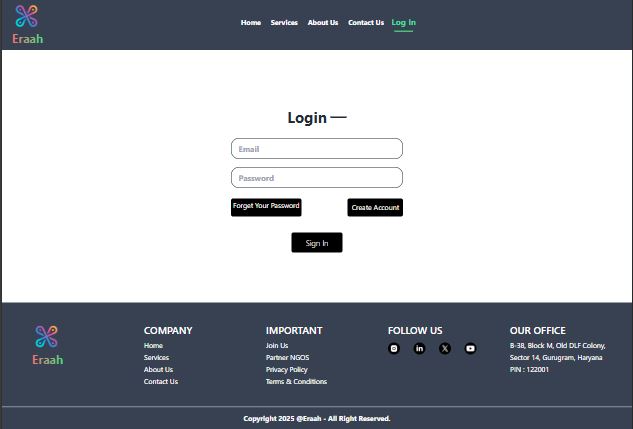 Eraah
Home Services About Us Contact Us Log In
Login —
Email
Password
Forget Your Password Create Account
Sign In
Eraah
COMPANY
Home
Services
About Us
Contact Us
IMPORTANT
Join Us
Partner NGOS
Privacy Policy
Terms & Conditions
FOLLOW US
OUR OFFICE
B-38, Block M, Old DLF Colony,
Sector 14, Gurugram, Haryana
PIN : 122001
Copyright 2025 @Eraah - All Right Reserved.